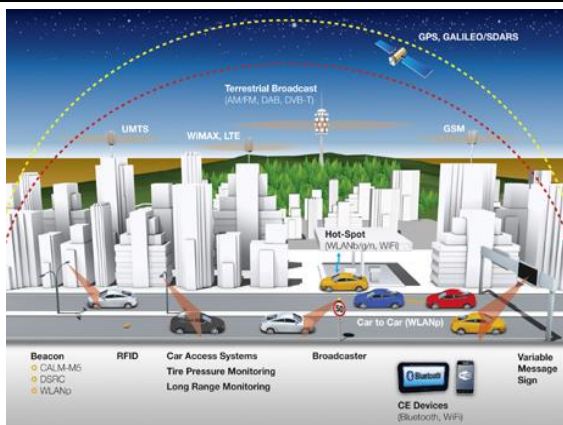 GPS, GALILEO/SDARS
Terrestrial Broadcast
(AM/FM, DAB, DVB-T)
UMTS
WiMAX, LTE
GSM
Hot-Spot
(WLANb/g/n, WiFi)
50
Car to Car (WLANp)
Beacon
CALM-M5
DSRC
WLANp
RFID
Car Access Systems
Tire Pressure Monitoring
Long Range Monitoring
Broadcaster
Bluetooth
CE Devices
(Bluetooth, WiFi)
Variable
Message
Sign